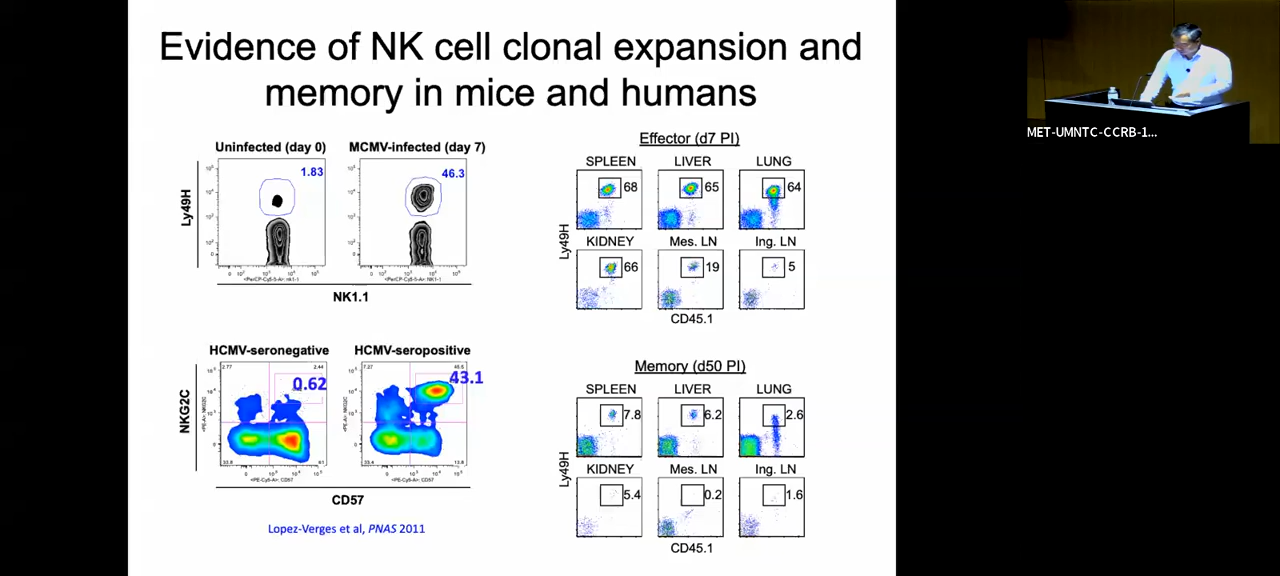 Evidence of NK cell clonal expansion and
memory in mice and humans
Uninfected (day 0)
MCMV-infected (day 7)
1.83
46.3
Ly49H
NK1.1
Effector (d7 PI)
SPLEEN
LIVER
LUNG
68
65
64
KIDNEY
Mes. LN
Ing. LN
66
19
5
Ly49H
CD45.1
HCMV-seronegative
HCMV-seropositive
0.62
43.1
NKG2C
CD57
Lopez-Verges et al, PNAS 2011
Memory (d50 PI)
SPLEEN
LIVER
LUNG
7.8
6.2
2.6
KIDNEY
Mes. LN
Ing. LN
5.4
0.2
1.6
Ly49H
CD45.1
MET-UMNTC-CCRB-1...